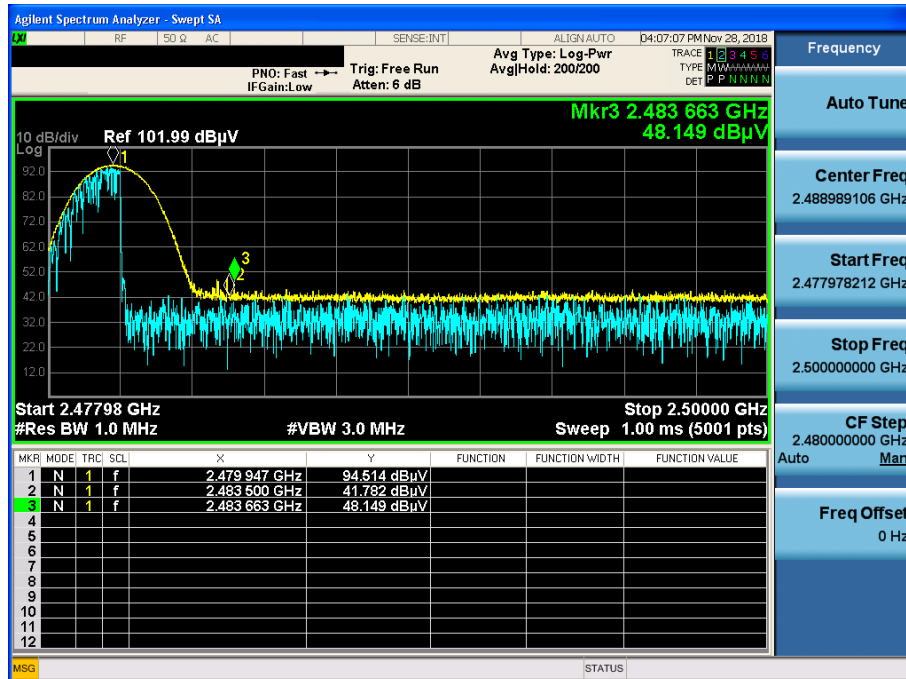 Agilent Spectrum Analyzer - Swept SA
LXI RF 50 Ω AC SENSE:INT ALIGN AUTO 04:07:07 PM Nov 28, 2018
PNO: Fast
IFGain:Low
Trig: Free Run
Atten: 6 dB
Avg Type: Log-Pwr
Avg|Hold: 200/200
TRACE 1 2 3 4 5 6
TYPE M W W W W W
DET P P N N N N
Mkr3 2.483 663 GHz
48.149 dBµV
10 dB/div Ref 101.99 dBµV
Log
92.0
82.0
72.0
62.0
52.0
42.0
32.0
22.0
12.0
1
3
2
Start 2.47798 GHz Stop 2.50000 GHz
#Res BW 1.0 MHz #VBW 3.0 MHz Sweep 1.00 ms (5001 pts)
MKR MODE TRC SCL X Y FUNCTION FUNCTION WIDTH FUNCTION VALUE
1 N 1 f 2.479 947 GHz 94.514 dBµV
2 N 1 f 2.483 500 GHz 41.782 dBµV
3 N 1 f 2.483 663 GHz 48.149 dBµV
4
5
6
7
8
9
10
11
12
MSG STATUS
Frequency
Auto Tune
Center Freq
2.488989106 GHz
Start Freq
2.477978212 GHz
Stop Freq
2.500000000 GHz
CF Step
2.480000000 GHz
Auto Man
Freq Offset
0 Hz